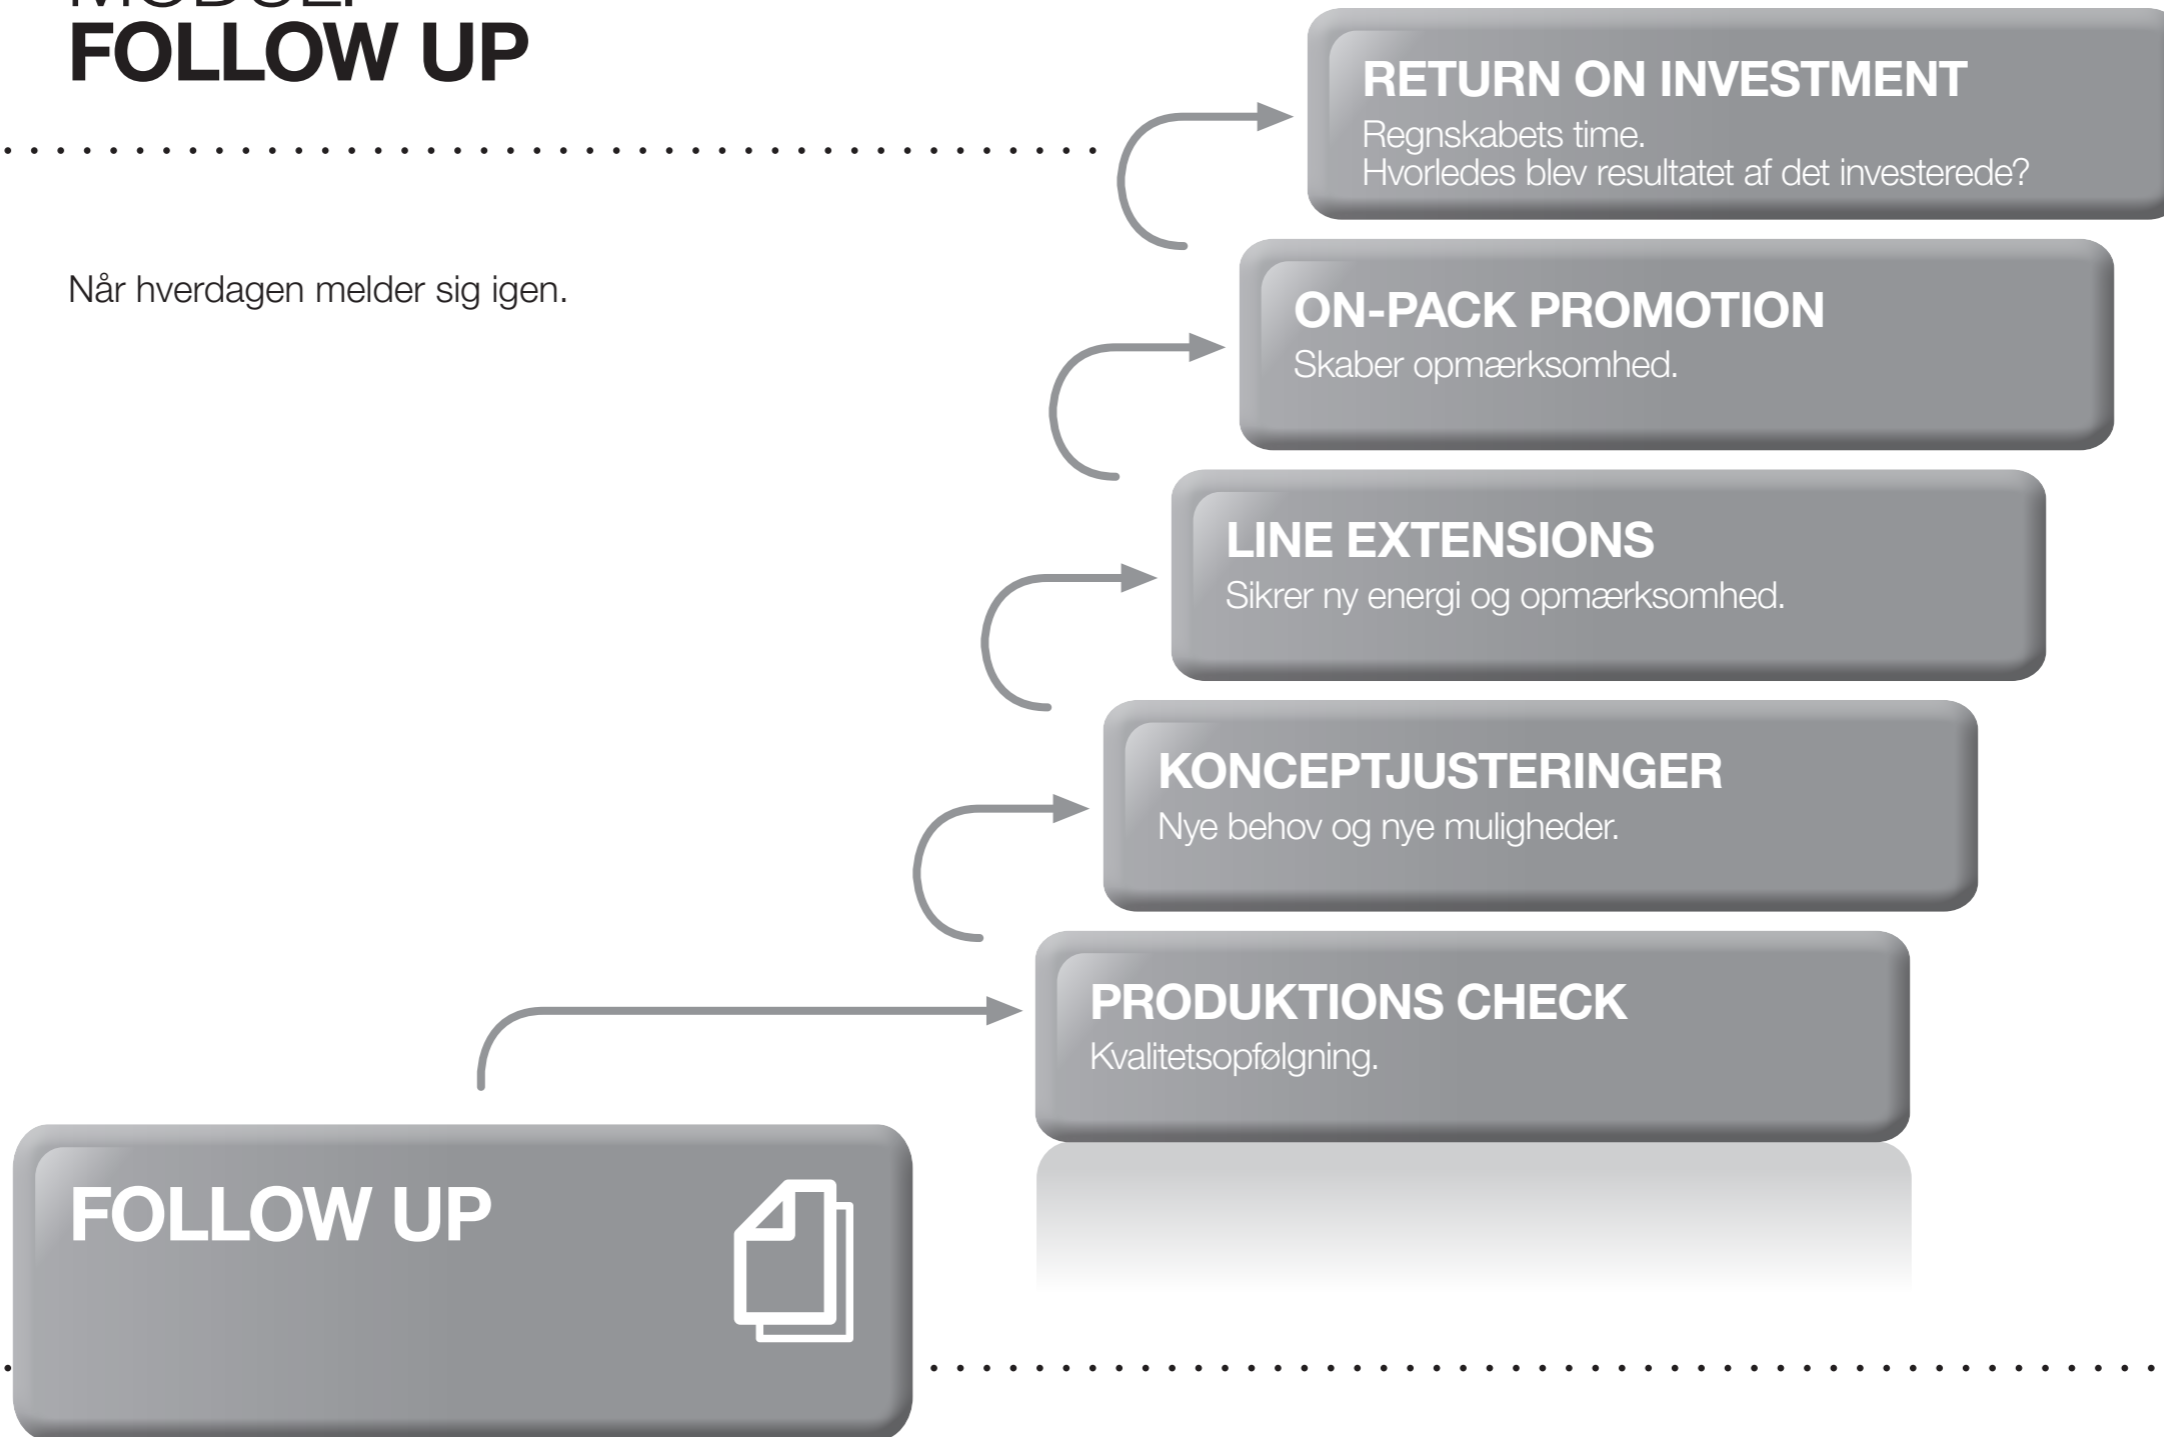 FOLLOW UP
Når hverdagen melder sig igen.
RETURN ON INVESTMENT
Regnskabets time.
Hvorledes blev resultatet af det investerede?
ON-PACK PROMOTION
Skaber opmærksomhed.
LINE EXTENSIONS
Sikrer ny energi og opmærksomhed.
KONCEPTJUSTERINGER
Nye behov og nye muligheder.
PRODUKTIONS CHECK
Kvalitetsopfølgning.
FOLLOW UP